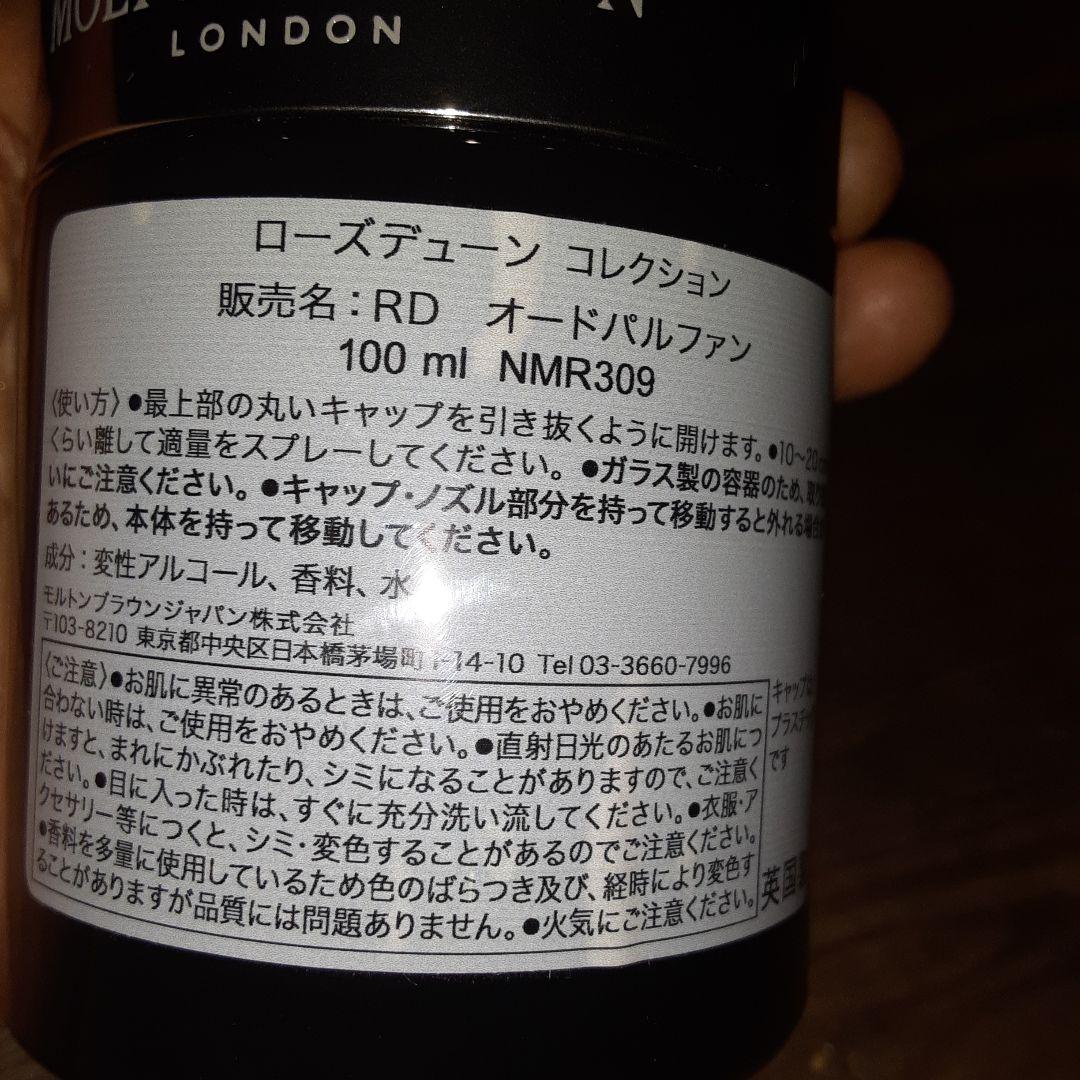 LONDON
ローズデューン コレクション
販売名：RD オードパルファン
100 ml NMR309
〈使い方〉●最上部の丸いキャップを引き抜くように開けます。●10～20
くらい離して適量をスプレーしてください。●ガラス製の容器のため、取
いにご注意ください。●キャップ・ノズル部分を持って移動すると外れる場合
あるため、本体を持って移動してください。
成分：変性アルコール、香料、水
モルトンブラウンジャパン株式会社
〒103-8210 東京都中央区日本橋茅場町1-14-10 Tel 03-3660-7996
〈ご注意〉●お肌に異常のあるときは、ご使用をおやめください。●お肌に
合わない時は、ご使用をおやめください。●直射日光のあたるお肌につ
けますと、まれにかぶれたり、シミになることがありますので、ご注意く
ださい。●目に入った時は、すぐに充分洗い流してください。●衣服・ア
クセサリー等につくと、シミ・変色することがあるのでご注意ください。
●香料を多量に使用しているため色のばらつき及び、経時により変色す
ることがありますが品質には問題ありません。●火気にご注意ください。
キャップは
プラスチッ
です
英国